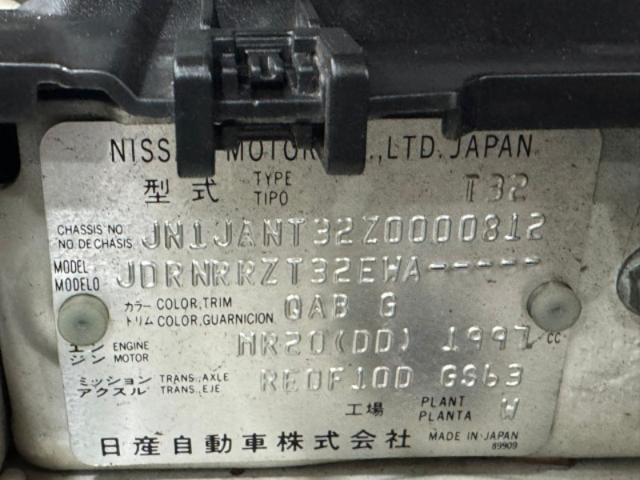 NISS MOTOR ., LTD. JAPAN
型式 TYPE TIPO T32
CHASSIS NO. NO. DE CHASIS JN1JANT32Z0000812
MODEL MODELO JDRNRRZT32EWA-----
カラー COLOR, TRIM
トリム COLOR, GUARNICION QAB G
エンジン ENGINE MOTOR MR20(DD) 1997 CC
ミッション TRANS., AXLE
アクスル TRANS., EJE RE0F10D GS63
工場 PLANT PLANTA W
日産自動車株式会社 MADE IN JAPAN
89909